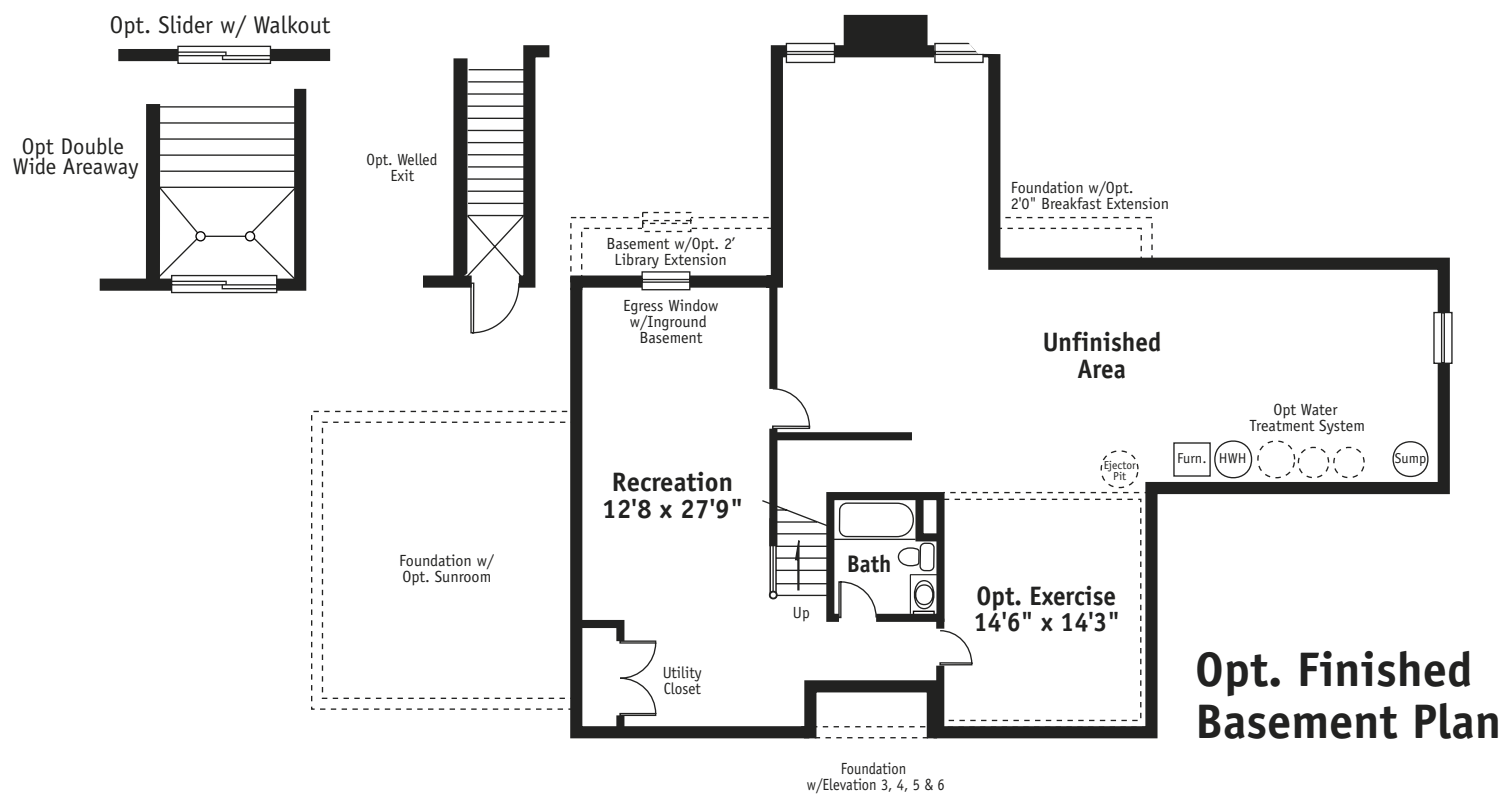 Opt. Slider w/ Walkout
Opt Double
Wide Areaway
Opt. Welled
Exit
Foundation w/Opt.
2'0" Breakfast Extension
Basement w/Opt. 2’
Library Extension
Egress Window
w/Inground
Basement
Unfinished
Area
Opt Water
Treatment System
Furn.
HWH
Sump
Ejector
Pit
Recreation
12'8 x 27'9"
Foundation w/
Opt. Sunroom
Bath
Up
Opt. Exercise
14'6" x 14'3"
Utility
Closet
Opt. Finished
Basement Plan
Foundation
w/Elevation 3, 4, 5 & 6